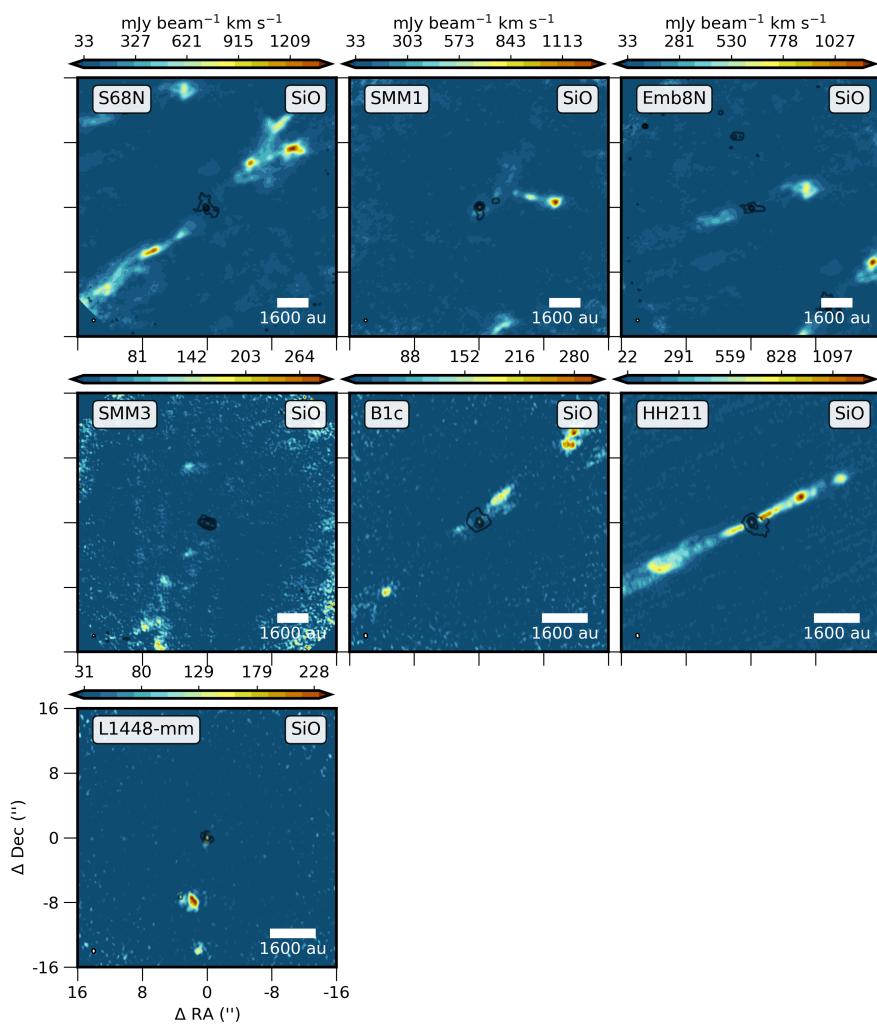 mJy beam⁻¹ km s⁻¹ mJy beam⁻¹ km s⁻¹ mJy beam⁻¹ km s⁻¹
33 327 621 915 1209 33 303 573 843 1113 33 281 530 778 1027
S68N SiO SMM1 SiO Emb8N SiO
1600 au 1600 au 1600 au
81 142 203 264 88 152 216 280 22 291 559 828 1097
SMM3 SiO B1c SiO HH211 SiO
1600 au 1600 au 1600 au
31 80 129 179 228
16
L1448-mm SiO
8
0
Δ Dec ('')
-8
1600 au
-16
16 8 0 -8 -16
Δ RA ('')